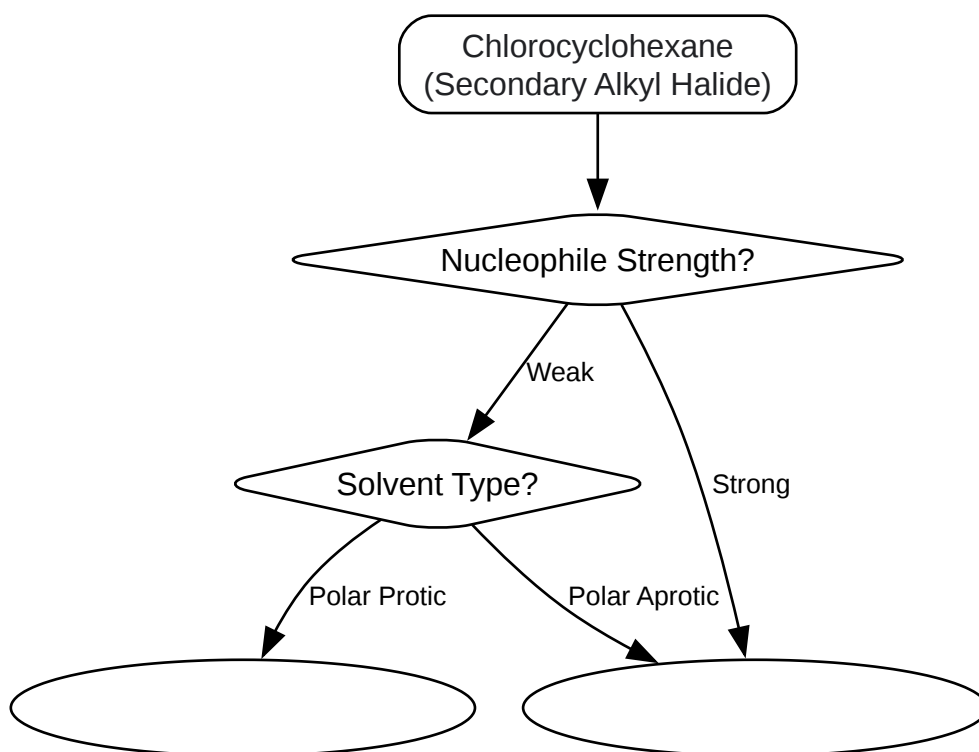 Chlorocyclohexane
(Secondary Alkyl Halide)
Nucleophile Strength?
Weak
Solvent Type?
Strong
Polar Protic
Polar Aprotic